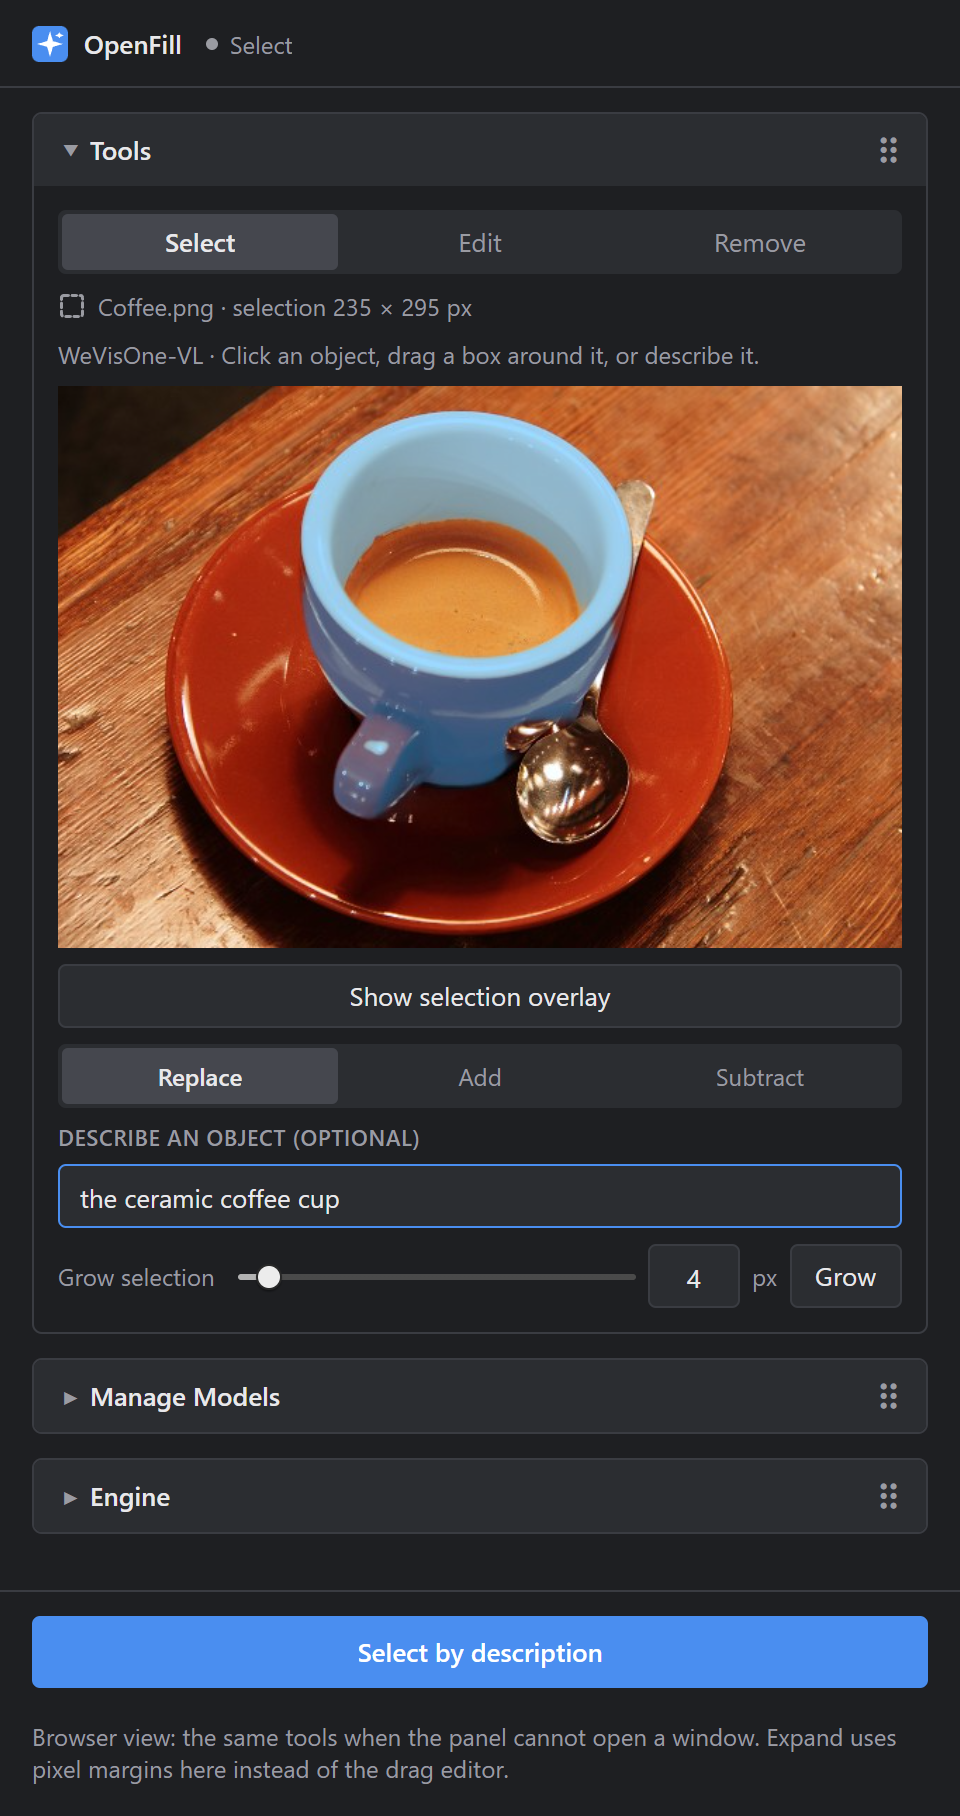 OpenFill
Select
Tools
Select
Edit
Remove
Coffee.png · selection 235 × 295 px
WeVisOne-VL · Click an object, drag a box around it, or describe it.
Show selection overlay
Replace
Add
Subtract
DESCRIBE AN OBJECT (OPTIONAL)
the ceramic coffee cup
Grow selection
4
px
Grow
Manage Models
Engine
Select by description
Browser view: the same tools when the panel cannot open a window. Expand uses
pixel margins here instead of the drag editor.